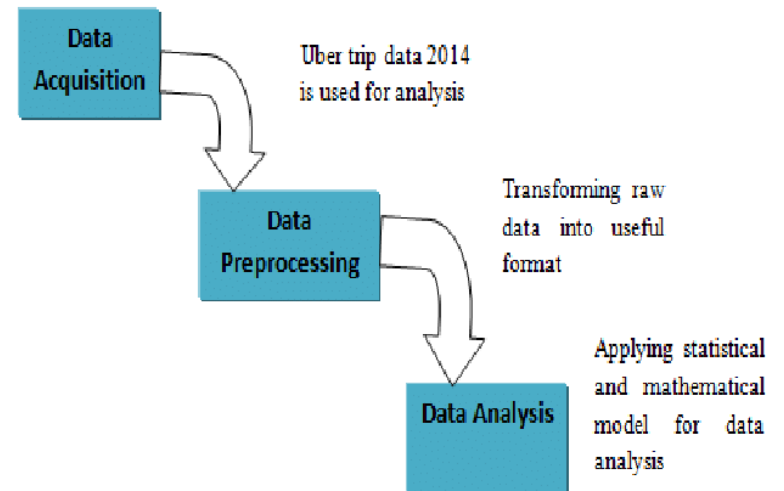 Data
Acquisition
Uber trip data 2014
is used for analysis
Data
Preprocessing
Transforming raw
data into useful
format
Data Analysis
Applying statistical
and mathematical
model for data
analysis